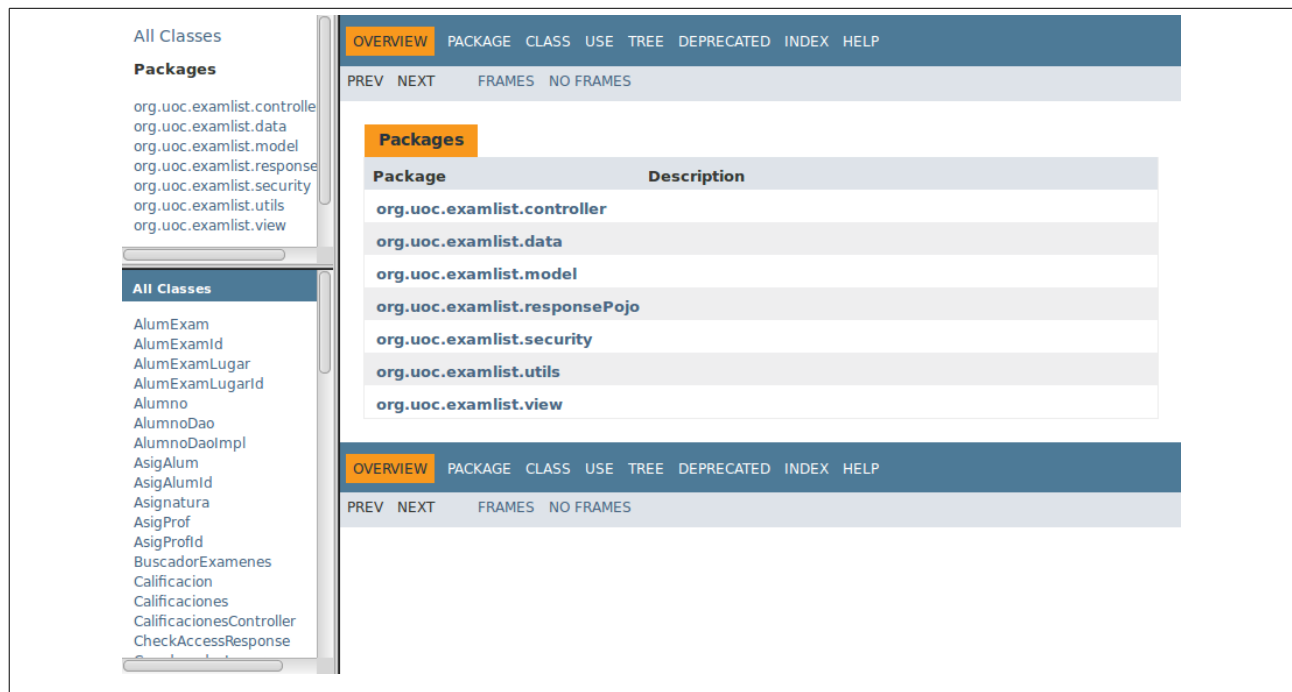 All Classes
Packages
org.uoc.examlist.controlle
org.uoc.examlist.data
org.uoc.examlist.model
org.uoc.examlist.response
org.uoc.examlist.security
org.uoc.examlist.utils
org.uoc.examlist.view
All Classes
AlumExam
AlumExamId
AlumExamLugar
AlumExamLugarId
Alumno
AlumnoDao
AlumnoDaoImpl
AsigAlum
AsigAlumId
Asignatura
AsigProf
AsigProfId
BuscadorExamenes
Calificacion
Calificaciones
CalificacionesController
CheckAccessResponse
OVERVIEW PACKAGE CLASS USE TREE DEPRECATED INDEX HELP
PREV NEXT FRAMES NO FRAMES
Packages
Package Description
org.uoc.examlist.controller
org.uoc.examlist.data
org.uoc.examlist.model
org.uoc.examlist.responsePojo
org.uoc.examlist.security
org.uoc.examlist.utils
org.uoc.examlist.view
OVERVIEW PACKAGE CLASS USE TREE DEPRECATED INDEX HELP
PREV NEXT FRAMES NO FRAMES